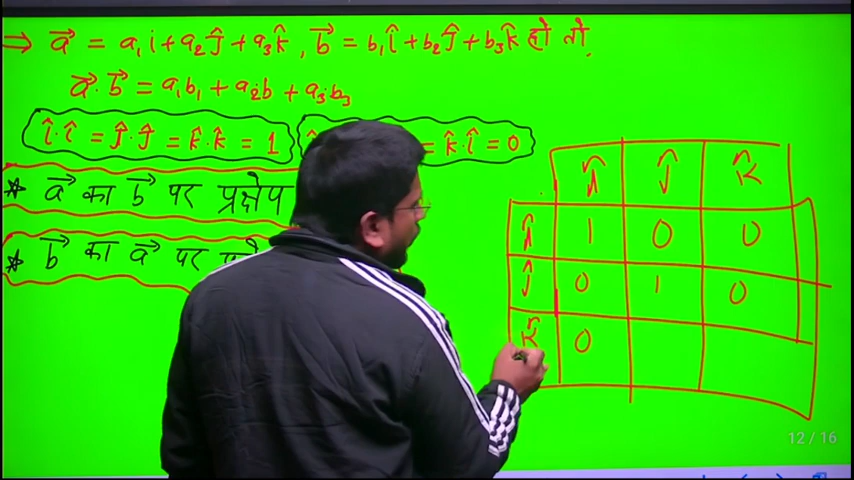 ⇒ a⃗ = a₁i + a₂ĵ + a₃k̂, b⃗ = b₁î + b₂ĵ + b₃k̂ हो तो,
a⃗·b⃗ = a₁b₁ + a₂b + a₃b₃
î·î = ĵ·ĵ = k̂·k̂ = 1
= k̂·î = 0
* a⃗ का b⃗ पर प्रक्षेप
* b⃗ का a⃗ पर
î ĵ k̂
î 1 0 0
ĵ 0 1 0
k̂ 0
12 / 16